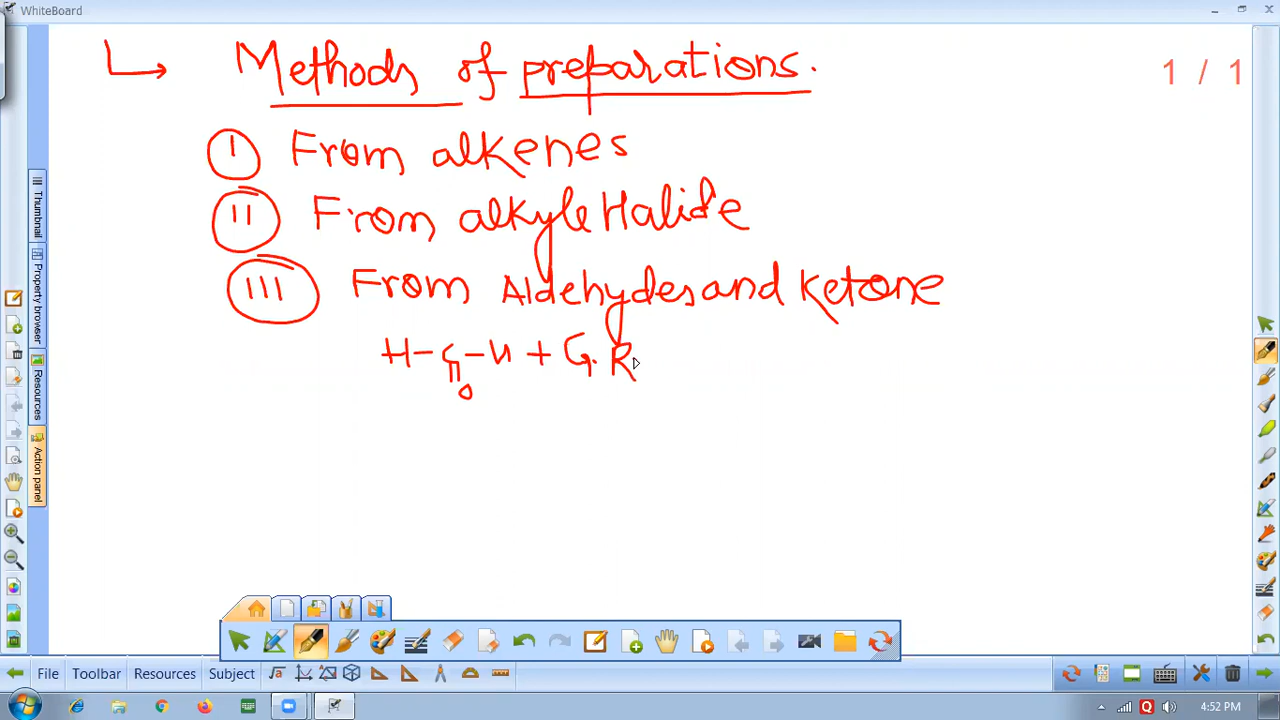 WhiteBoard
Methods of preparations.
1 / 1
I From alkenes
II From alkyle Halide
III From Aldehydes and Ketone
H-C-H + G.R
O
Thumbnail
Property browser
Resources
Action panel
File Toolbar Resources Subject
4:52 PM